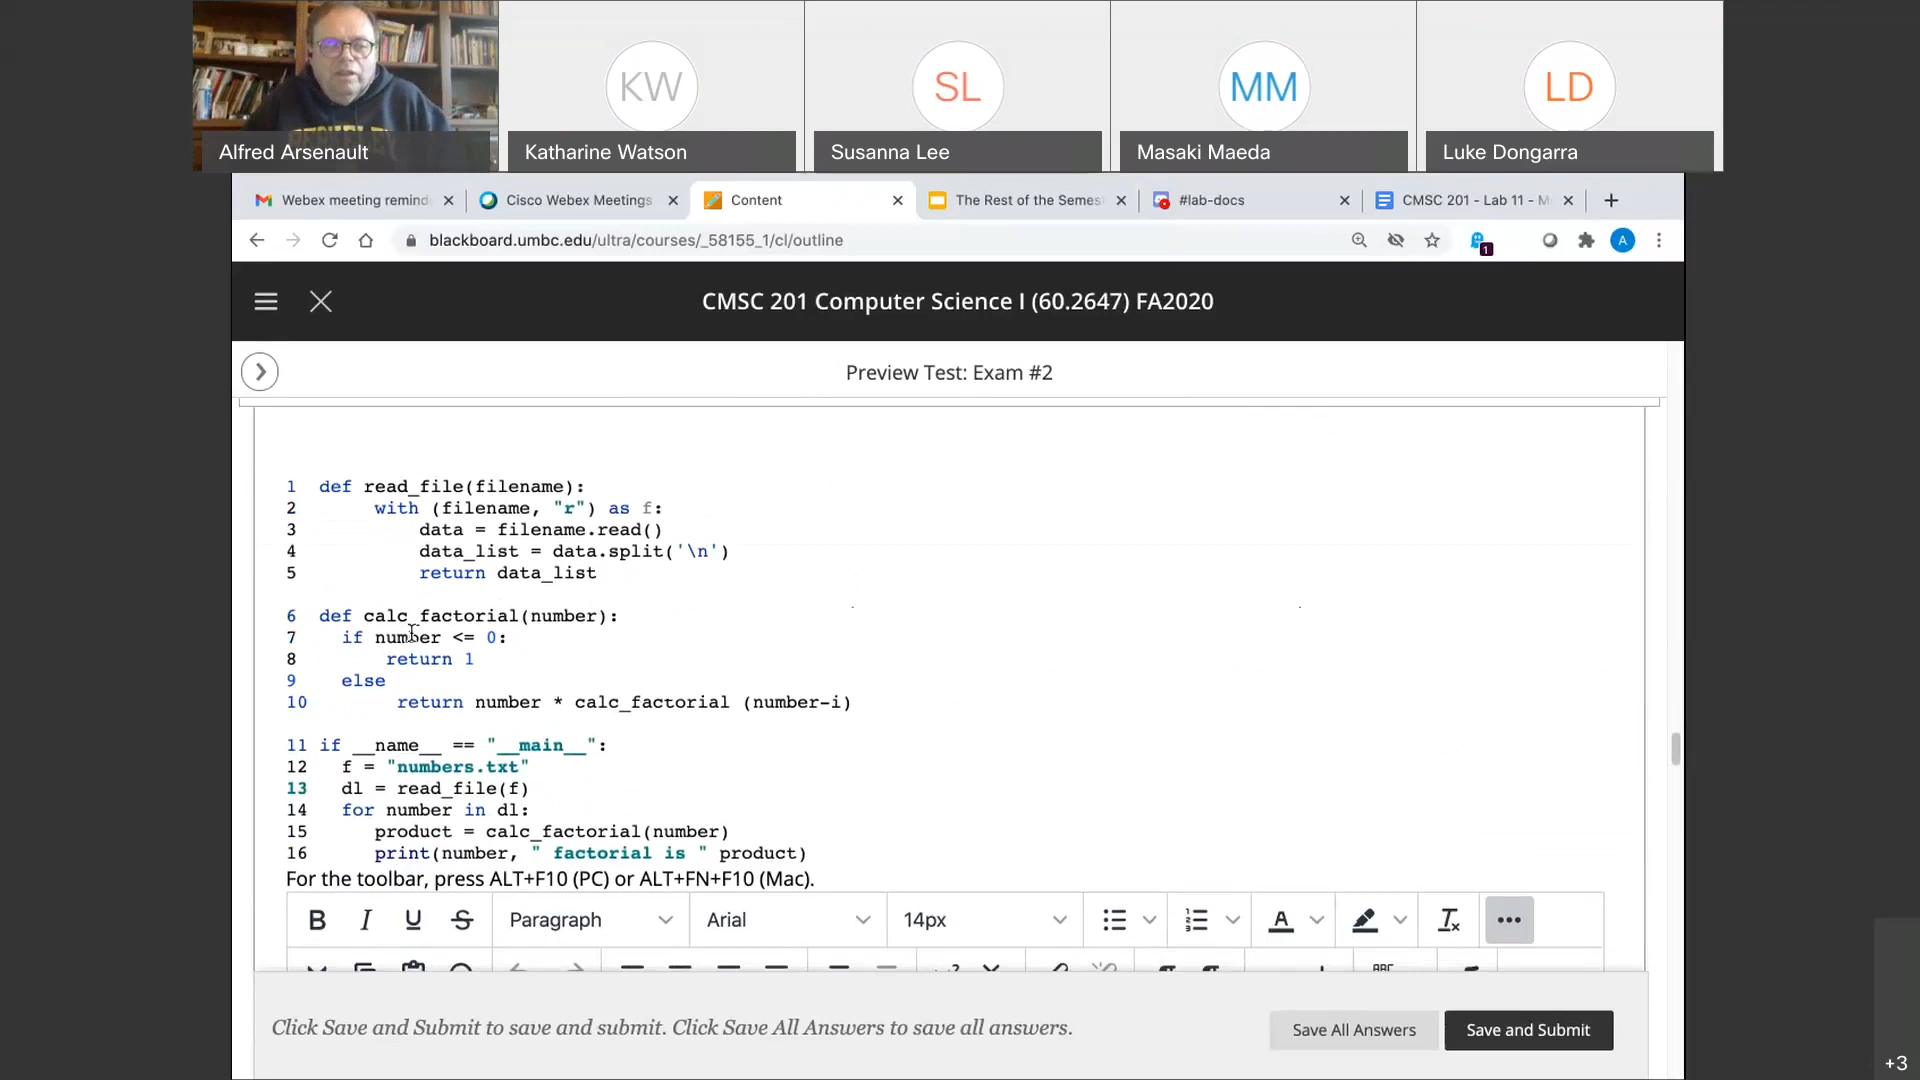 KW
SL
MM
LD
Alfred Arsenault
Katharine Watson
Susanna Lee
Masaki Maeda
Luke Dongarra
Webex meeting remind
Cisco Webex Meetings
Content
The Rest of the Semes
#lab-docs
CMSC 201 - Lab 11 - M
blackboard.umbc.edu/ultra/courses/_58155_1/cl/outline
1
A
CMSC 201 Computer Science I (60.2647) FA2020
Preview Test: Exam #2
1 def read_file(filename):
2 with (filename, "r") as f:
3 data = filename.read()
4 data_list = data.split('\n')
5 return data_list
6 def calc_factorial(number):
7 if number <= 0:
8 return 1
9 else
10 return number * calc_factorial (number-i)
11 if __name__ == "__main__":
12 f = "numbers.txt"
13 dl = read_file(f)
14 for number in dl:
15 product = calc_factorial(number)
16 print(number, " factorial is " product)
For the toolbar, press ALT+F10 (PC) or ALT+FN+F10 (Mac).
B I U S Paragraph Arial 14px A Tx
Click Save and Submit to save and submit. Click Save All Answers to save all answers.
Save All Answers
Save and Submit
+3